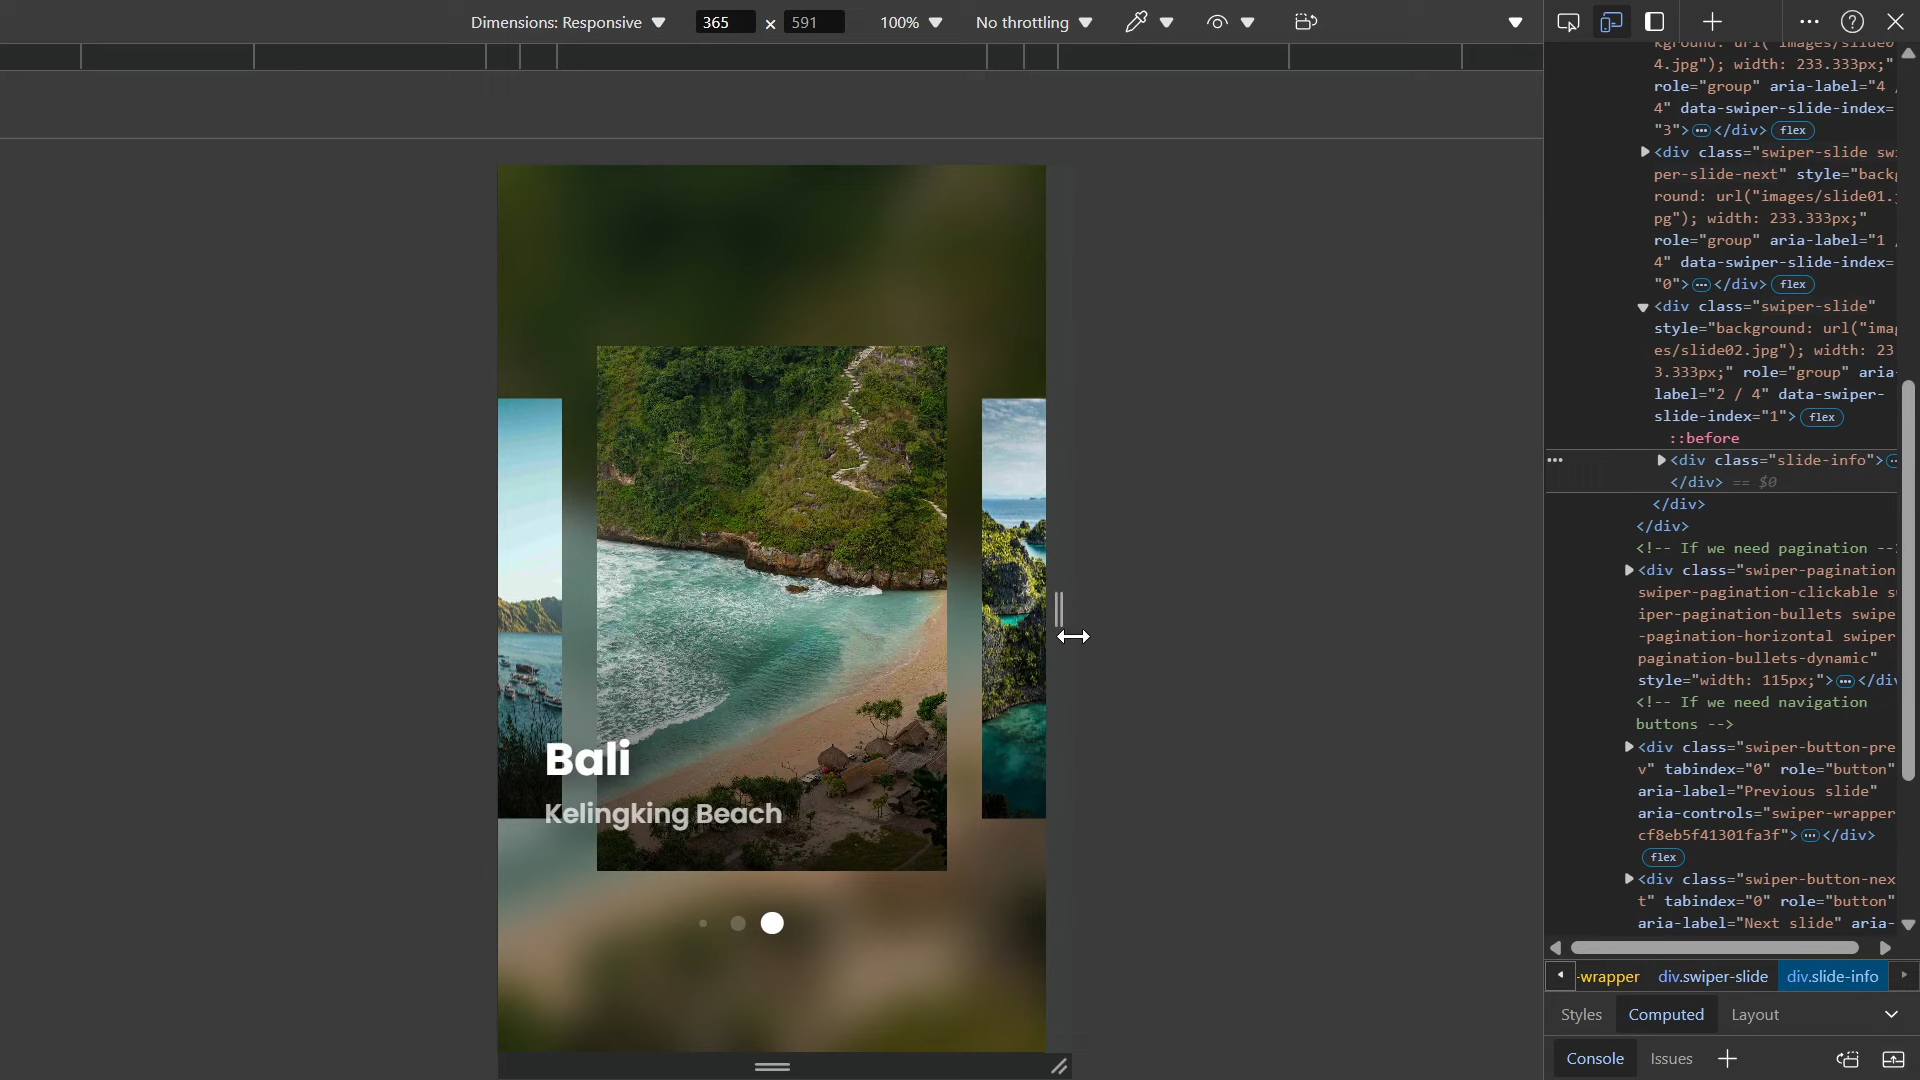 Dimensions: Responsive 365 × 591 100% No throttling
4.jpg"); width: 233.333px;"
role="group" aria-label="4 /
4" data-swiper-slide-index=
"3"> </div> flex
<div class="swiper-slide swi
per-slide-next" style="backg
round: url("images/slide01.j
pg"); width: 233.333px;"
role="group" aria-label="1 /
4" data-swiper-slide-index=
"0"> </div> flex
<div class="swiper-slide"
style="background: url("imag
es/slide02.jpg"); width: 23
3.333px;" role="group" aria-
label="2 / 4" data-swiper-
slide-index="1"> flex
::before
<div class="slide-info">
</div> == $0
</div>
</div>
<!-- If we need pagination --
<div class="swiper-pagination
swiper-pagination-clickable
iper-pagination-bullets swipe
-pagination-horizontal swiper
pagination-bullets-dynamic"
style="width: 115px;"> </div
<!-- If we need navigation
buttons -->
<div class="swiper-button-pre
v" tabindex="0" role="button"
aria-label="Previous slide"
aria-controls="swiper-wrapper
cf8eb5f41301fa3f"> </div>
flex
<div class="swiper-button-nex
t" tabindex="0" role="button"
aria-label="Next slide" aria-
-wrapper div.swiper-slide div.slide-info
Styles Computed Layout
Console Issues
Bali
Kelingking Beach